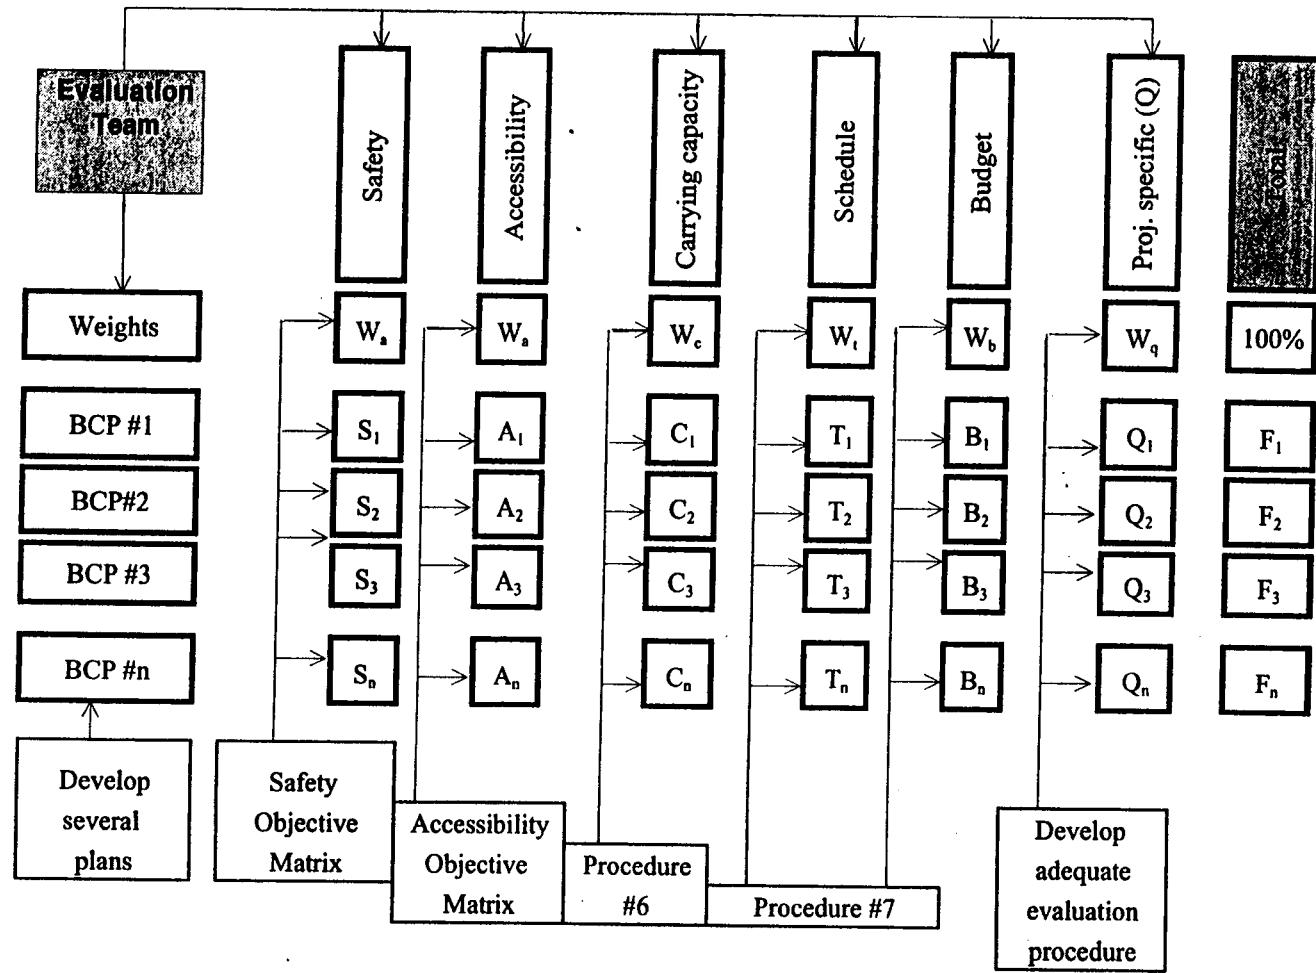 Evaluation
Team
Safety
Accessibility
Carrying capacity
Schedule
Budget
Proj. specific (Q)
Total
Weights
Wa
Wa
Wc
Wt
Wb
Wq
100%
BCP #1
S1
A1
C1
T1
B1
Q1
F1
BCP#2
S2
A2
C2
T2
B2
Q2
F2
BCP #3
S3
A3
C3
T3
B3
Q3
F3
BCP #n
Sn
An
Cn
Tn
Bn
Qn
Fn
Develop
several
plans
Safety
Objective
Matrix
Accessibility
Objective
Matrix
Procedure
#6
Procedure #7
Develop
adequate
evaluation
procedure